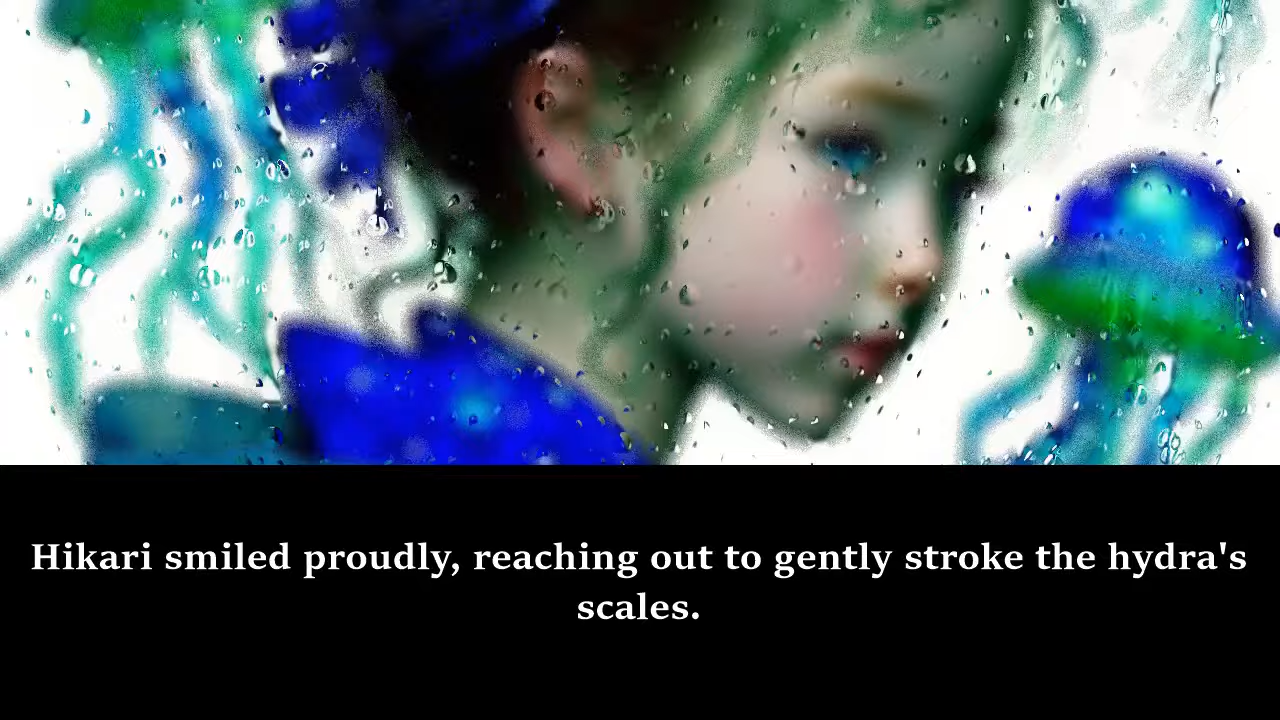 Hikari smiled proudly, reaching out to gently stroke the hydra's
scales.